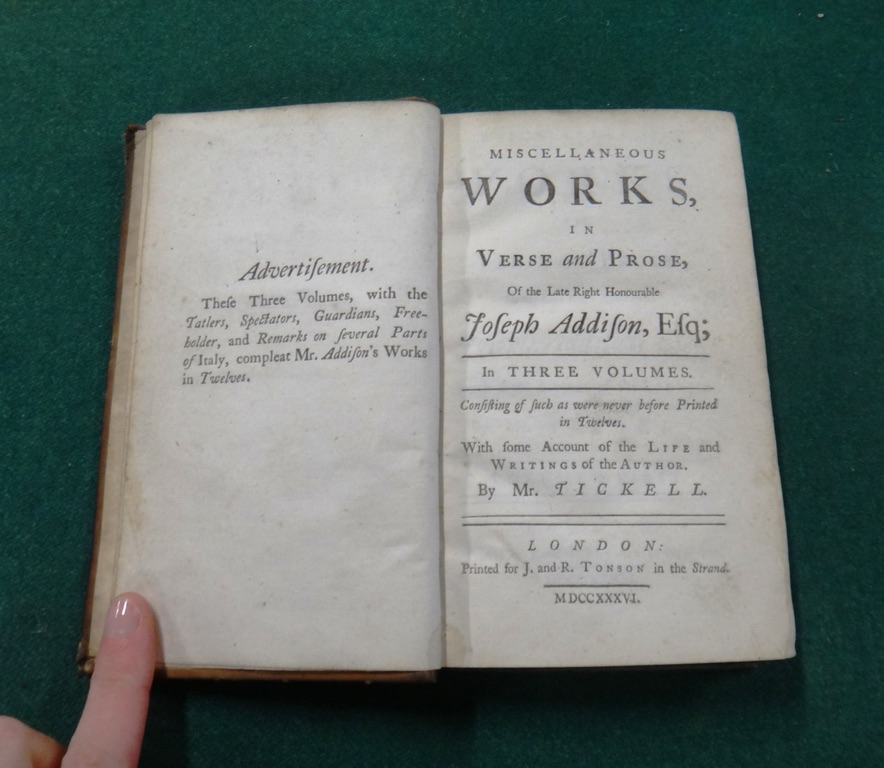 Advertiſement.
Theſe Three Volumes, with the
Tatlers, Spectators, Guardians, Free-
holder, and Remarks on ſeveral Parts
of Italy, compleat Mr. Addiſon's Works
in Twelves.
MISCELLANEOUS
WORKS,
IN
VERSE and PROSE,
Of the Late Right Honourable
Joſeph Addiſon, Eſq;
In THREE VOLUMES.
Conſiſting of ſuch as were never before Printed
in Twelves.
With ſome Account of the LIFE and
WRITINGS of the AUTHOR.
By Mr. TICKELL.
LONDON:
Printed for J. and R. TONSON in the Strand.
MDCCXXXVI.